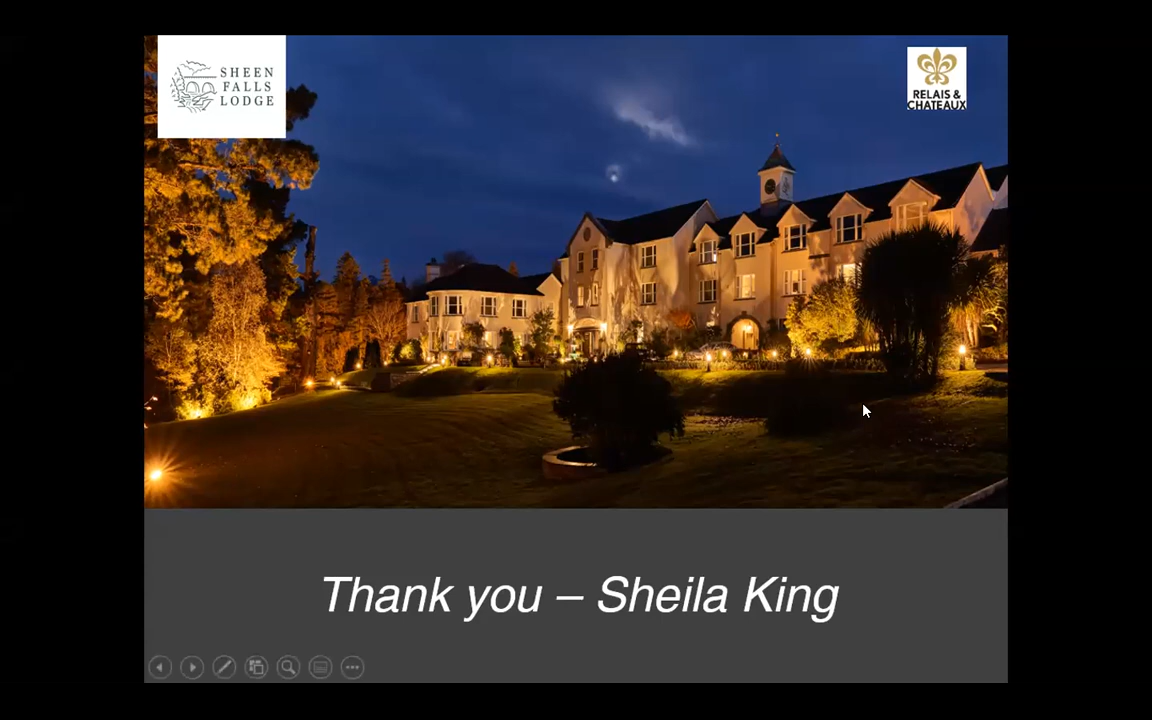 SHEEN
FALLS
LODGE
RELAIS &
CHATEAUX
Thank you – Sheila King